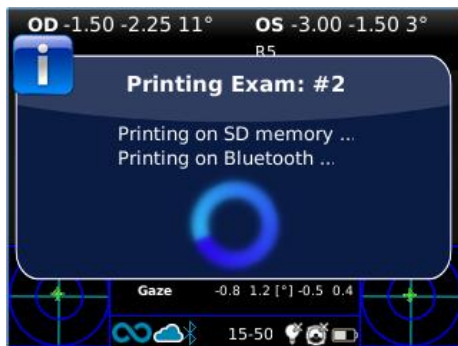 OD -1.50 -2.25 11° OS -3.00 -1.50 3°
R5
Printing Exam: #2
Printing on SD memory ...
Printing on Bluetooth ...
Gaze -0.8 1.2 [°] -0.5 0.4
15-50